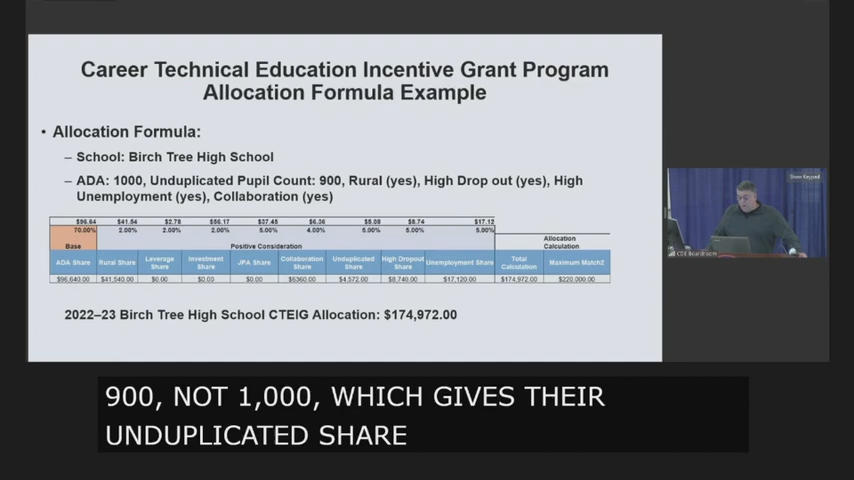 Career Technical Education Incentive Grant Program
Allocation Formula Example
• Allocation Formula:
– School: Birch Tree High School
– ADA: 1000, Unduplicated Pupil Count: 900, Rural (yes), High Drop out (yes), High
Unemployment (yes), Collaboration (yes)
$96.64 $41.54 $2.78 $56.17 $37.45 $6.36 $5.08 $8.74 $17.12
70.00% 2.00% 2.00% 2.00% 5.00% 4.00% 5.00% 5.00% 5.00%
Base Positive Consideration Allocation
Calculation
ADA Share Rural Share Leverage
Share Investment
Share JPA Share Collaboration
Share Unduplicated
Share High Dropout
Share Unemployment Share Total
Calculation Maximum Match2
$96,640.00 $41,540.00 $0.00 $0.00 $0.00 $6360.00 $4,572.00 $8,740.00 $17,120.00 $174,972.00 $220,000.00
2022–23 Birch Tree High School CTEIG Allocation: $174,972.00
CDE Boardroom
900, NOT 1,000, WHICH GIVES THEIR
UNDUPLICATED SHARE